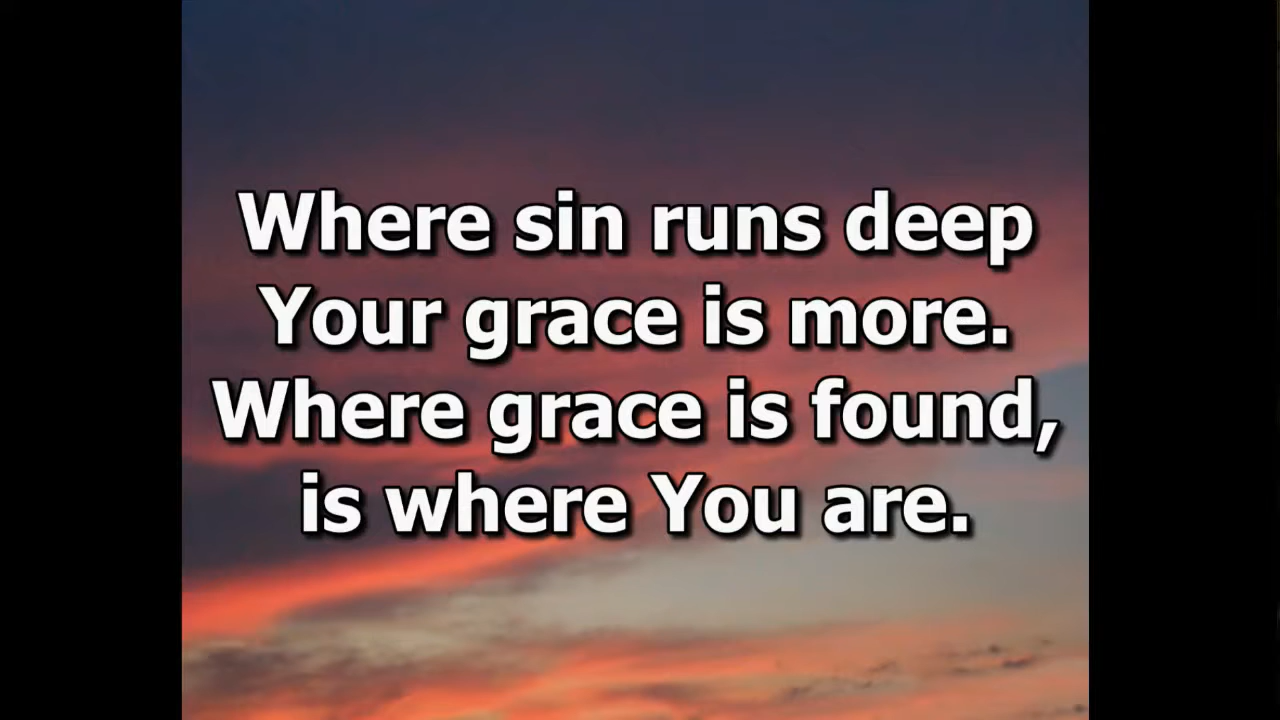 Where sin runs deep
Your grace is more.
Where grace is found,
is where You are.